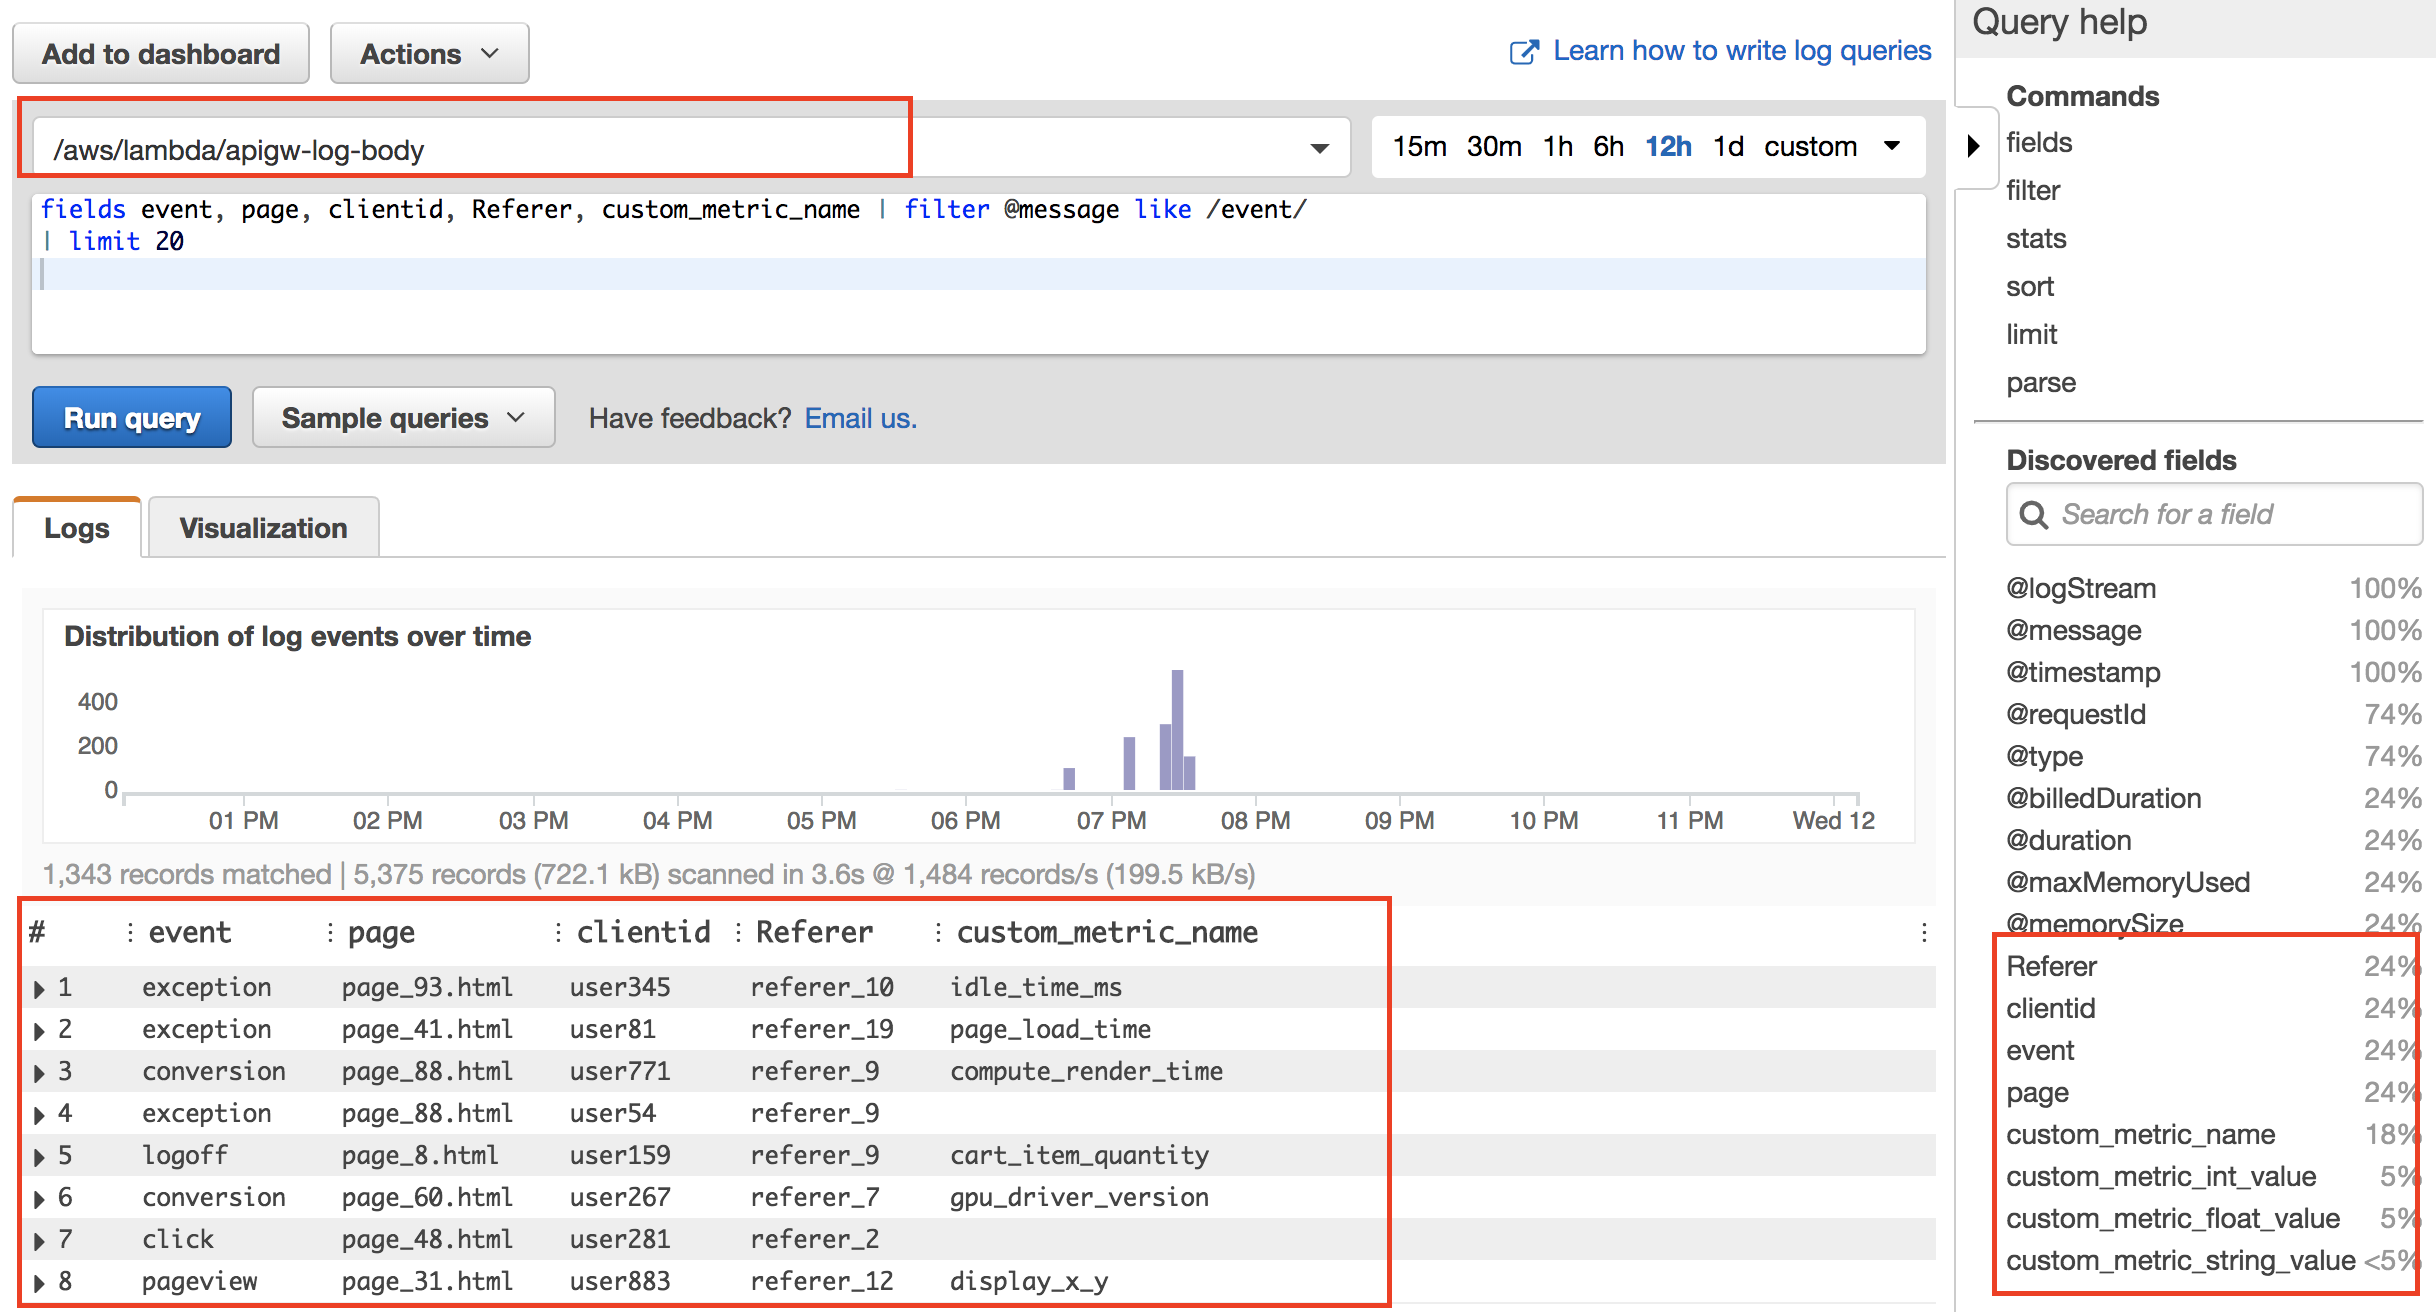 Add to dashboard
Actions
Learn how to write log queries
/aws/lambda/apigw-log-body
15m 30m 1h 6h 12h 1d custom
fields event, page, clientid, Referer, custom_metric_name | filter @message like /event/
| limit 20
Run query
Sample queries
Have feedback? Email us.
Logs
Visualization
Distribution of log events over time
400
200
0
01 PM 02 PM 03 PM 04 PM 05 PM 06 PM 07 PM 08 PM 09 PM 10 PM 11 PM Wed 12
1,343 records matched | 5,375 records (722.1 kB) scanned in 3.6s @ 1,484 records/s (199.5 kB/s)
# event page clientid Referer custom_metric_name
1 exception page_93.html user345 referer_10 idle_time_ms
2 exception page_41.html user81 referer_19 page_load_time
3 conversion page_88.html user771 referer_9 compute_render_time
4 exception page_88.html user54 referer_9
5 logoff page_8.html user159 referer_9 cart_item_quantity
6 conversion page_60.html user267 referer_7 gpu_driver_version
7 click page_48.html user281 referer_2
8 pageview page_31.html user883 referer_12 display_x_y
Query help
Commands
fields
filter
stats
sort
limit
parse
Discovered fields
Search for a field
@logStream 100%
@message 100%
@timestamp 100%
@requestId 74%
@type 74%
@billedDuration 24%
@duration 24%
@maxMemoryUsed 24%
@memorySize 24%
Referer 24%
clientid 24%
event 24%
page 24%
custom_metric_name 18%
custom_metric_int_value 5%
custom_metric_float_value 5%
custom_metric_string_value <5%